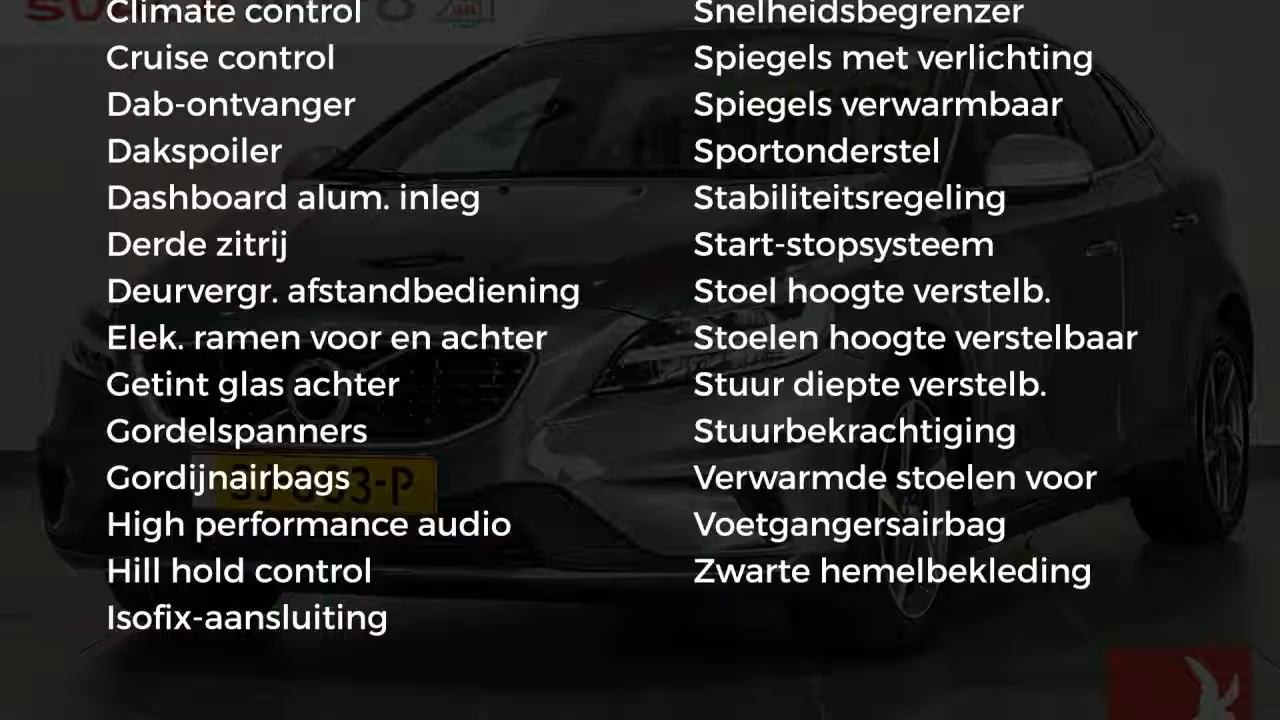 Climate control
Cruise control
Dab-ontvanger
Dakspoiler
Dashboard alum. inleg
Derde zitrij
Deurvergr. afstandbediening
Elek. ramen voor en achter
Getint glas achter
Gordelspanners
Gordijnairbags
High performance audio
Hill hold control
Isofix-aansluiting
Snelheidsbegrenzer
Spiegels met verlichting
Spiegels verwarmbaar
Sportonderstel
Stabiliteitsregeling
Start-stopsysteem
Stoel hoogte verstelb.
Stoelen hoogte verstelbaar
Stuur diepte verstelb.
Stuurbekrachtiging
Verwarmde stoelen voor
Voetgangersairbag
Zwarte hemelbekleding